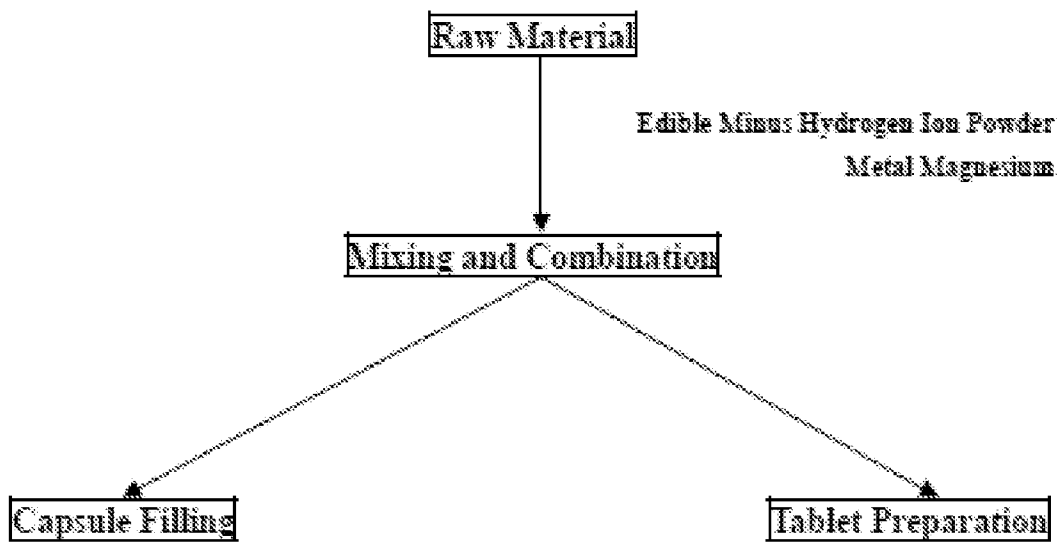 Raw Material
Edible Minus Hydrogen Ion Powder
Metal Magnesium
Mixing and Combination
Capsule Filling
Tablet Preparation